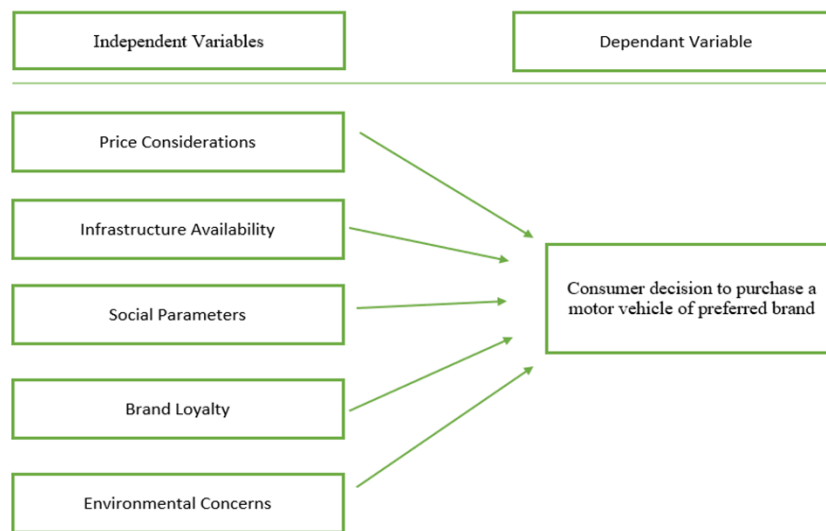 Independent Variables
Dependant Variable
Price Considerations
Infrastructure Availability
Social Parameters
Brand Loyalty
Environmental Concerns
Consumer decision to purchase a
motor vehicle of preferred brand